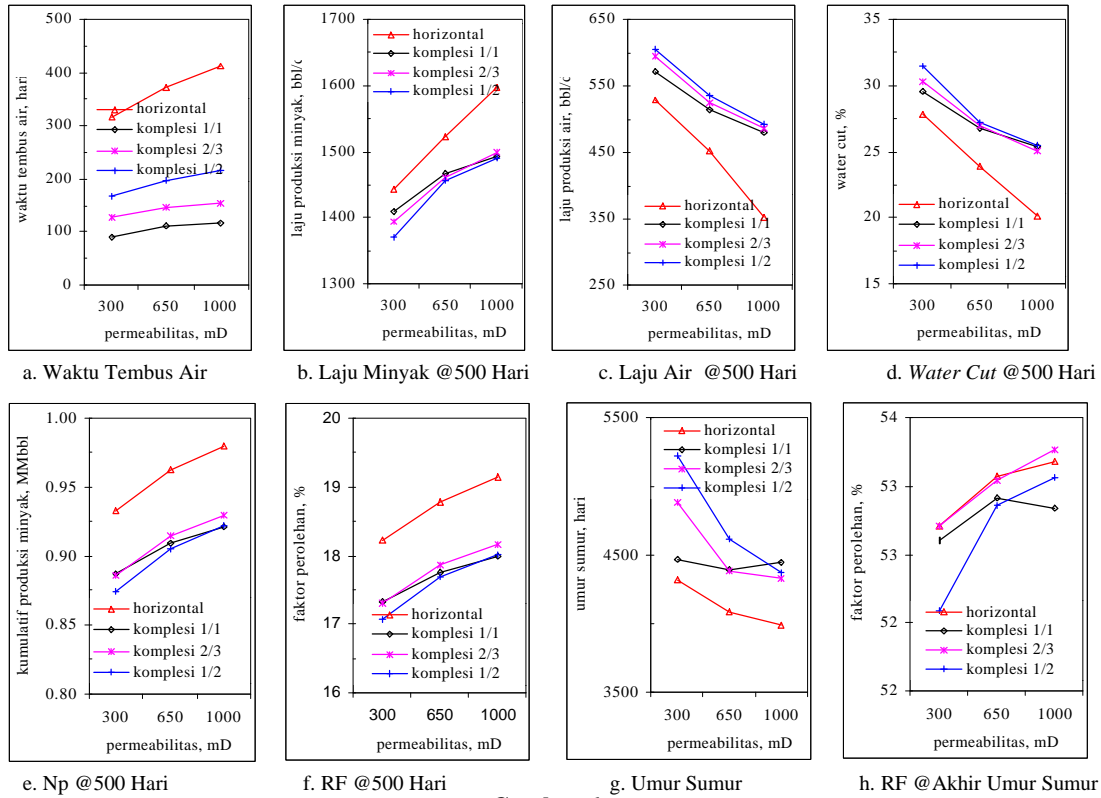 500
400
300
200
100
0
waktu tembus air, hari
horizontal
komplesi 1/1
komplesi 2/3
komplesi 1/2
300 650 1000
permeabilitas, mD
a. Waktu Tembus Air
1700
1600
1500
1400
1300
laju produksi minyak, bbl/
horizontal
komplesi 1/1
komplesi 2/3
komplesi 1/2
300 650 1000
permeabilitas, mD
b. Laju Minyak @500 Hari
650
550
450
350
250
laju produksi air, bbl/
horizontal
komplesi 1/1
komplesi 2/3
komplesi 1/2
300 650 1000
permeabilitas, mD
c. Laju Air @500 Hari
35
30
25
20
15
water cut, %
horizontal
komplesi 1/1
komplesi 2/3
komplesi 1/2
300 650 1000
permeabilitas, mD
d. Water Cut @500 Hari
1.00
0.95
0.90
0.85
0.80
kumulatif produksi minyak, MMbbl
horizontal
komplesi 1/1
komplesi 2/3
komplesi 1/2
300 650 1000
permeabilitas, mD
e. Np @500 Hari
20
19
18
17
16
faktor perolehan, %
horizontal
komplesi 1/1
komplesi 2/3
komplesi 1/2
300 650 1000
permeabilitas, mD
f. RF @500 Hari
5500
4500
3500
umur sumur, hari
horizontal
komplesi 1/1
komplesi 2/3
komplesi 1/2
300 650 1000
permeabilitas, mD
g. Umur Sumur
54
53
53
52
52
faktor perolehan, %
horizontal
komplesi 1/1
komplesi 2/3
komplesi 1/2
300 650 1000
permeabilitas, mD
h. RF @Akhir Umur Sumur